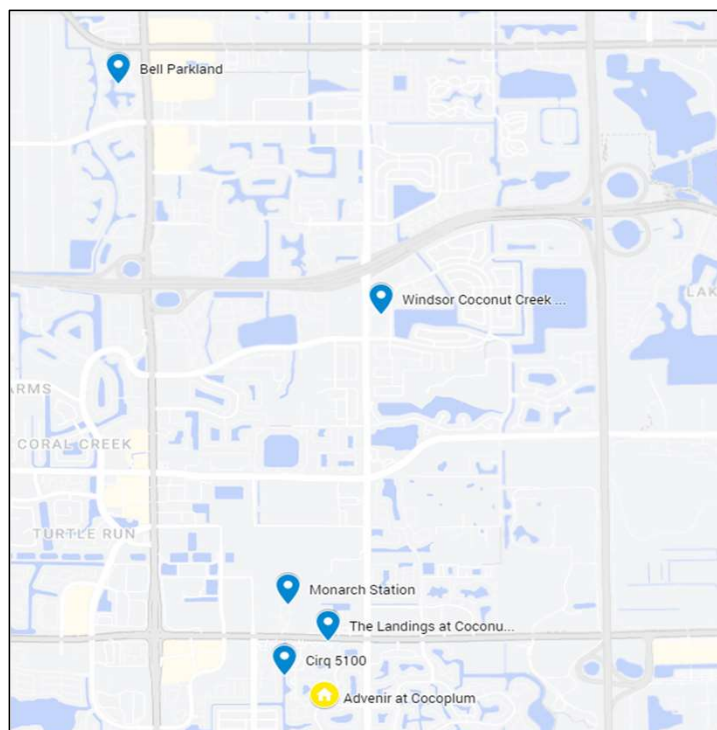 Bell Parkland
Windsor Coconut Creek ...
LAK
ARMS
CORAL CREEK
TURTLE RUN
Monarch Station
The Landings at Coconu...
Cirq 5100
Advenir at Cocoplum